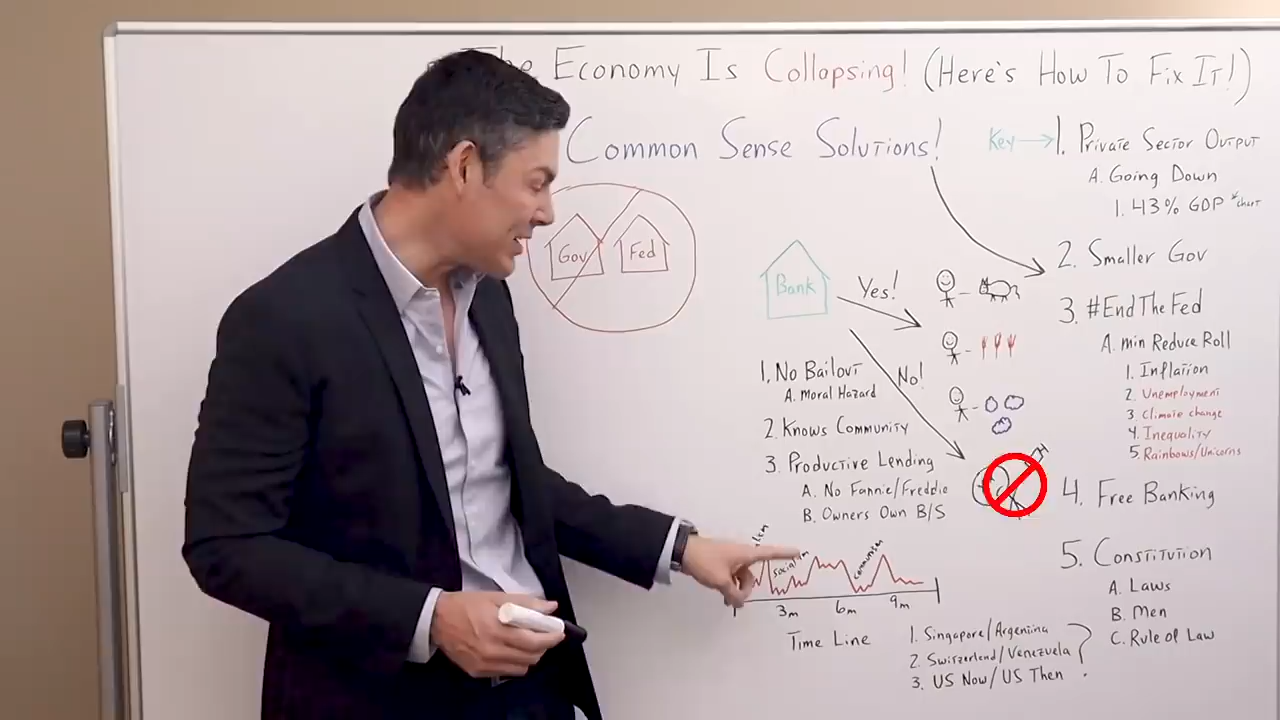 The Economy Is Collapsing! (Here's How To Fix It!)
Common Sense Solutions!
Key → 1. Private Sector Output
A. Going Down
1. 43% GDP *chart
Gov
Fed
2. Smaller Gov
Bank
Yes!
No!
3. #EndTheFed
A. min Reduce Roll
1. Inflation
2. Unemployment
3. Climate change
4. Inequality
5. Rainbows/Unicorns
1. No Bailout
A. Moral Hazard
2. Knows Community
3. Productive Lending
A. No Fannie/Freddie
B. Owners Own B/S
4. Free Banking
5. Constitution
A. Laws
B. Men
C. Rule of Law
communism
3m 6m 9m
Time Line
1. Singapore/Argentina
2. Switzerland/Venezuela
3. US Now/US Then
?